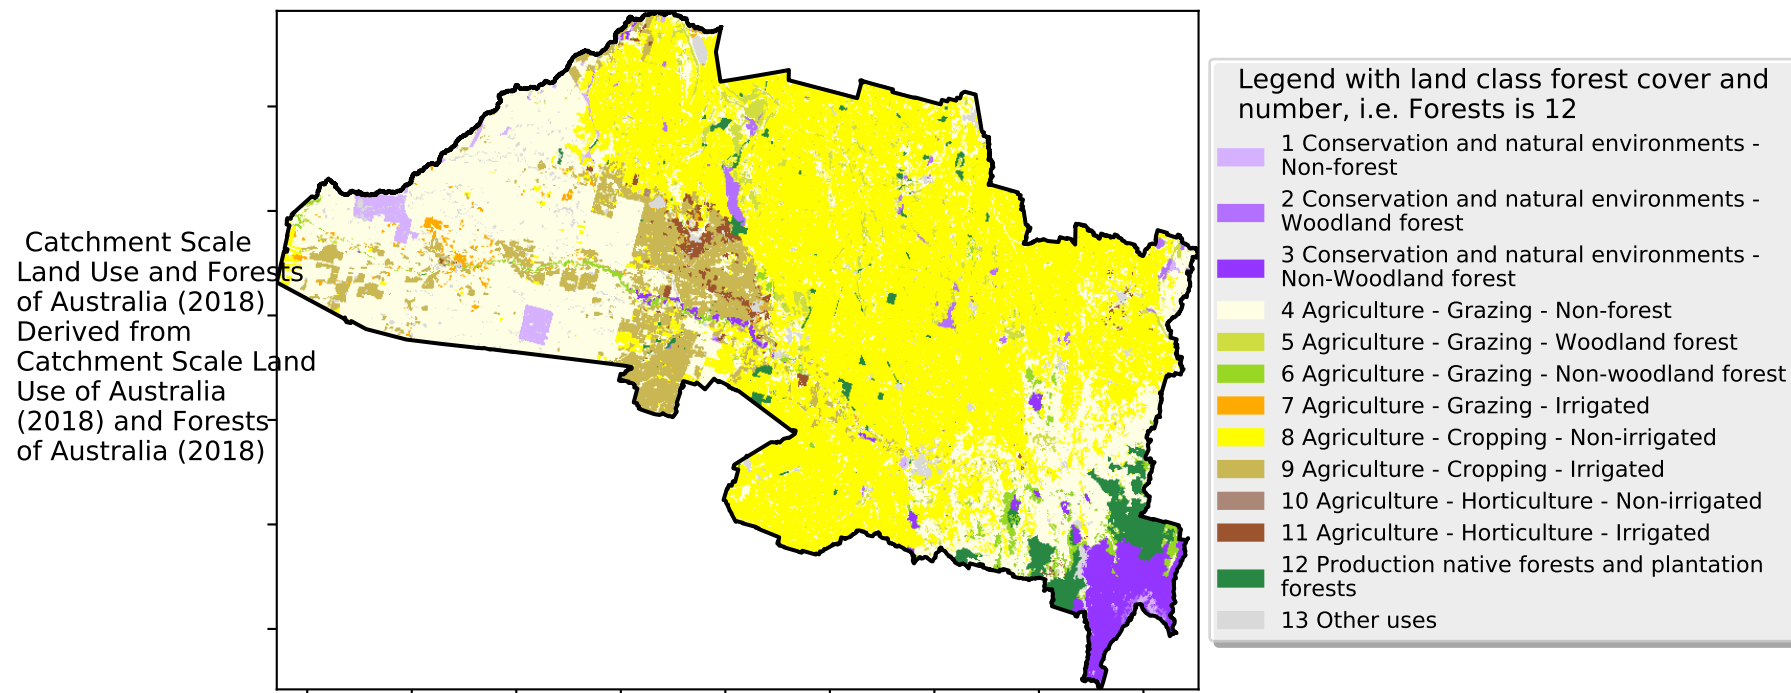 Catchment Scale
Land Use and Forests
of Australia (2018)
Derived from
Catchment Scale Land
Use of Australia
(2018) and Forests
of Australia (2018)
Legend with land class forest cover and
number, i.e. Forests is 12
1 Conservation and natural environments -
Non-forest
2 Conservation and natural environments -
Woodland forest
3 Conservation and natural environments -
Non-Woodland forest
4 Agriculture - Grazing - Non-forest
5 Agriculture - Grazing - Woodland forest
6 Agriculture - Grazing - Non-woodland forest
7 Agriculture - Grazing - Irrigated
8 Agriculture - Cropping - Non-irrigated
9 Agriculture - Cropping - Irrigated
10 Agriculture - Horticulture - Non-irrigated
11 Agriculture - Horticulture - Irrigated
12 Production native forests and plantation
forests
13 Other uses